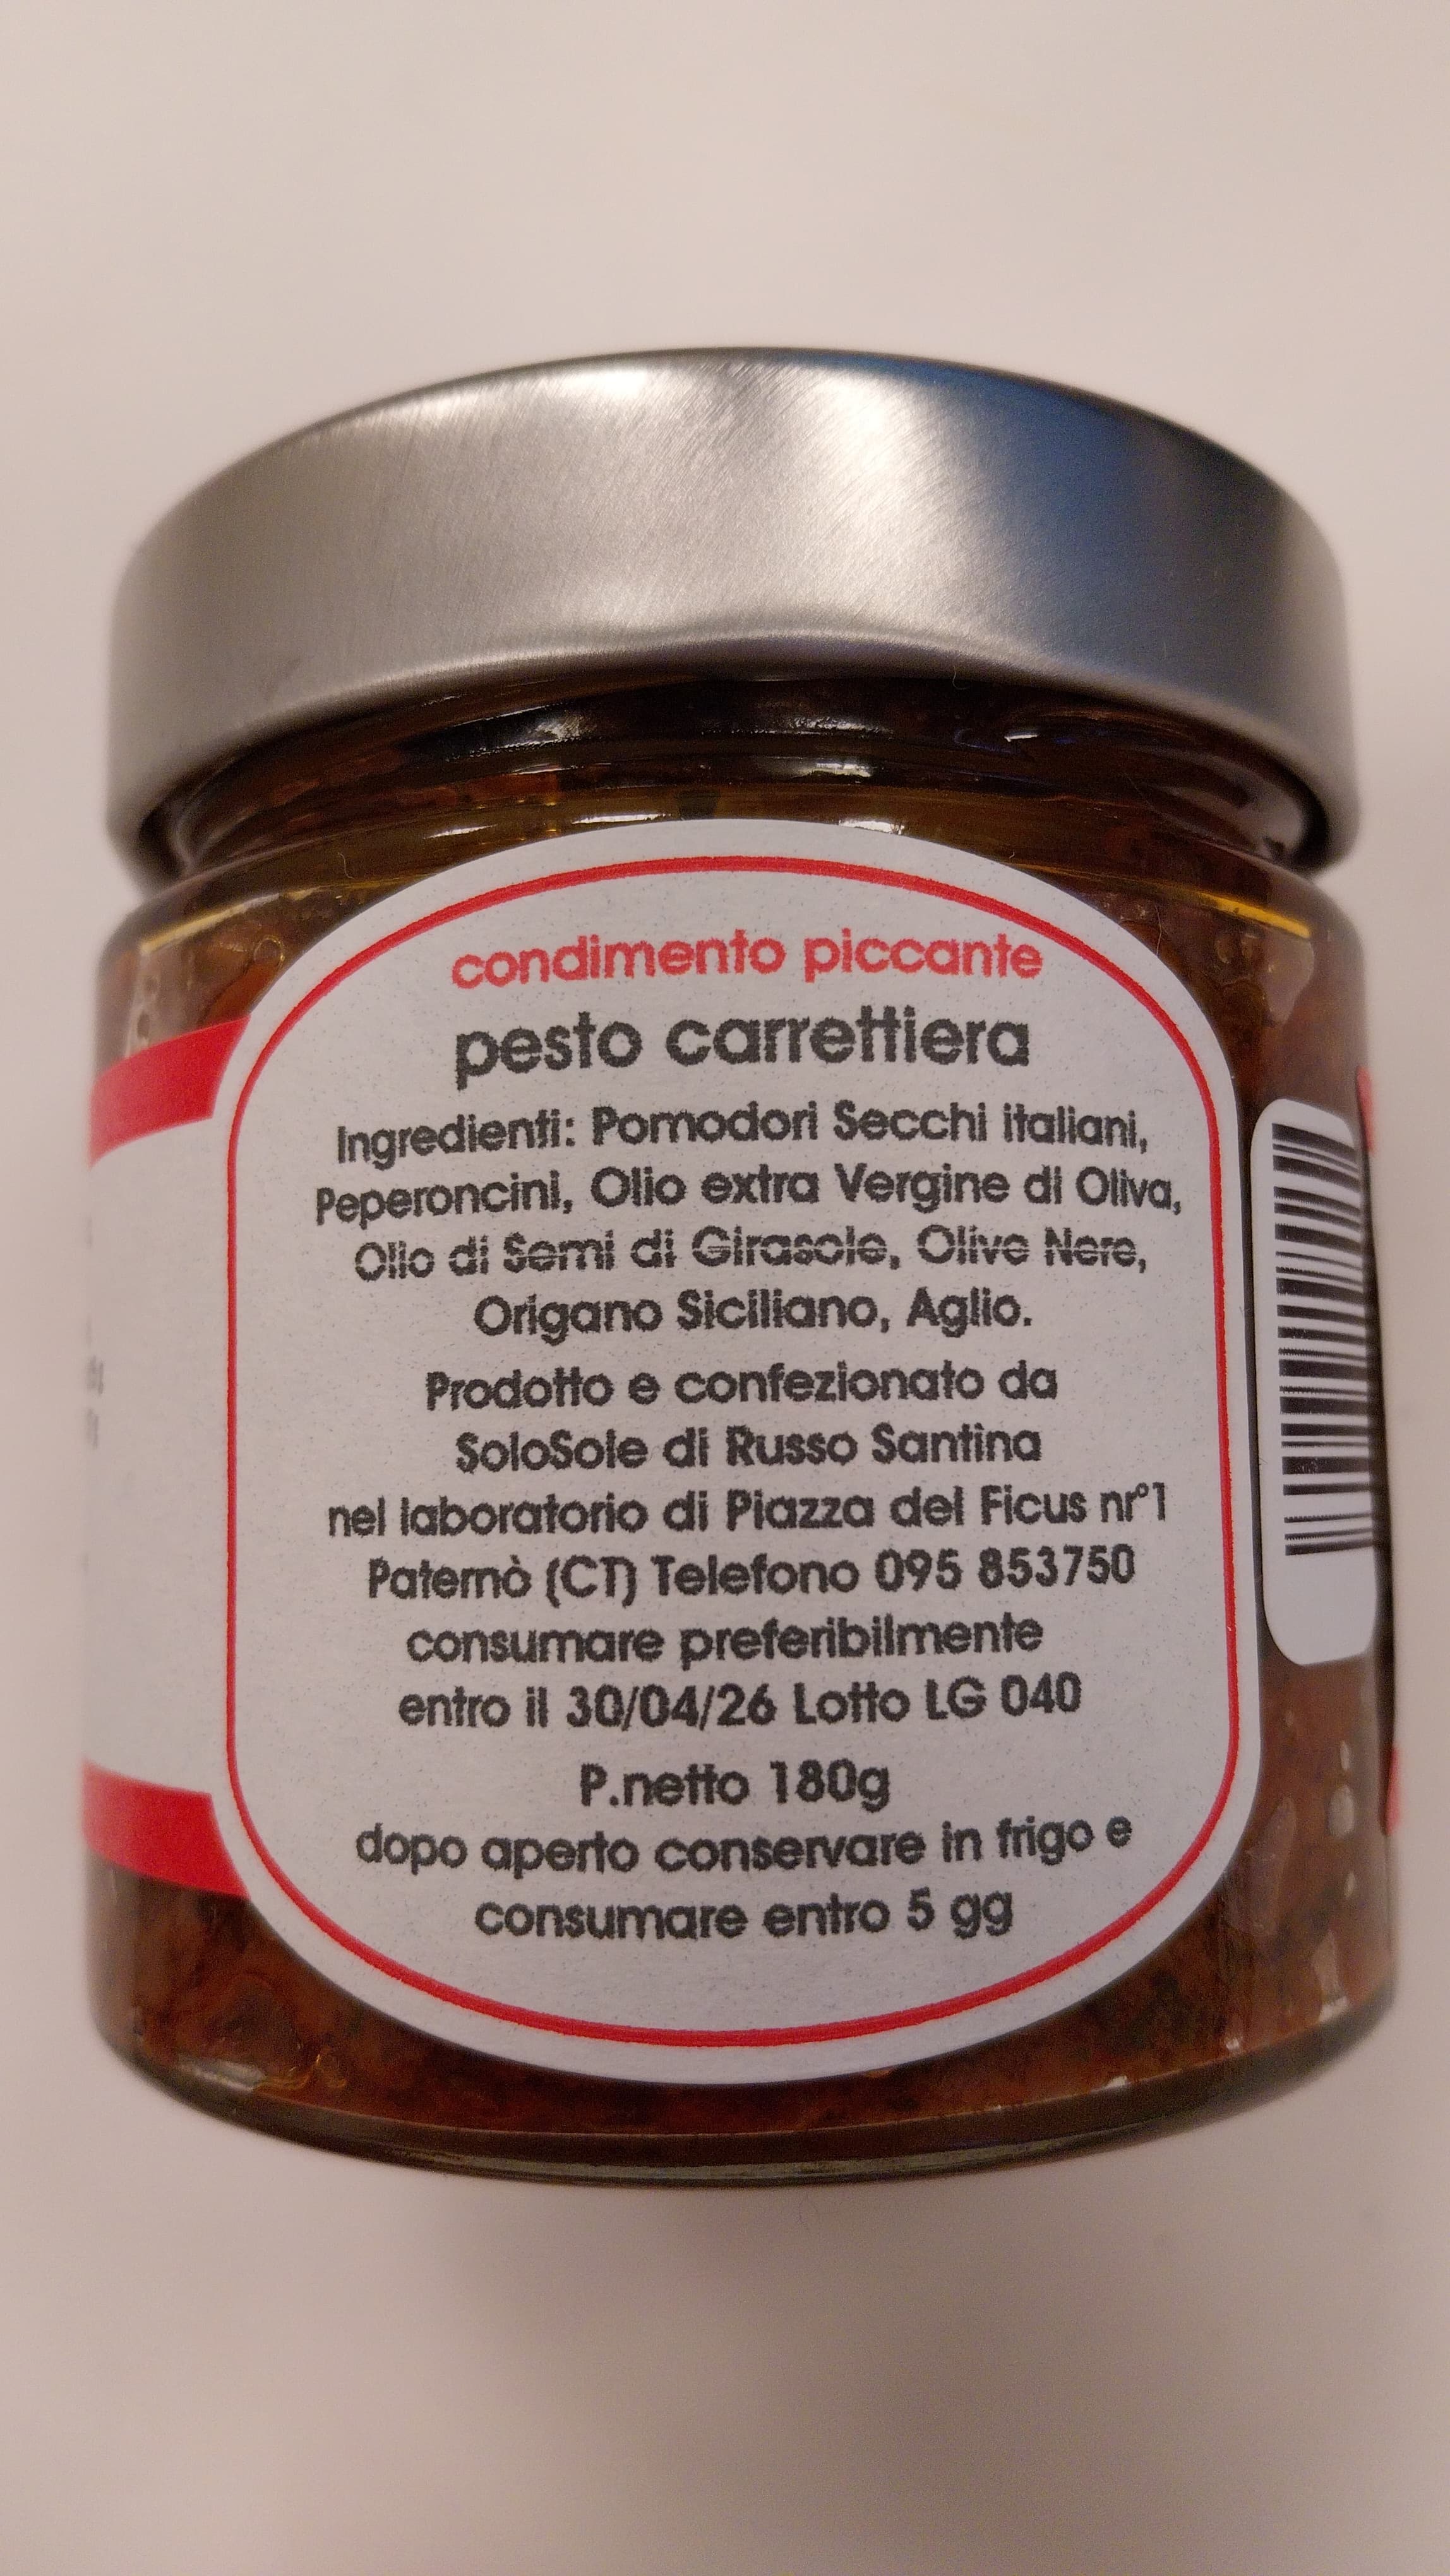 condimento piccante
pesto carrettiera
Ingredienti: Pomodori Secchi italiani,
Peperoncini, Olio extra Vergine di Oliva,
Olio di Semi di Girasole, Olive Nere,
Origano Siciliano, Aglio.
Prodotto e confezionato da
SoloSole di Russo Santina
nel laboratorio di Piazza del Ficus nr°1
Paternò (CT) Telefono 095 853750
consumare preferibilmente
entro il 30/04/26 Lotto LG 040
P.netto 180g
dopo aperto conservare in frigo e
consumare entro 5 gg